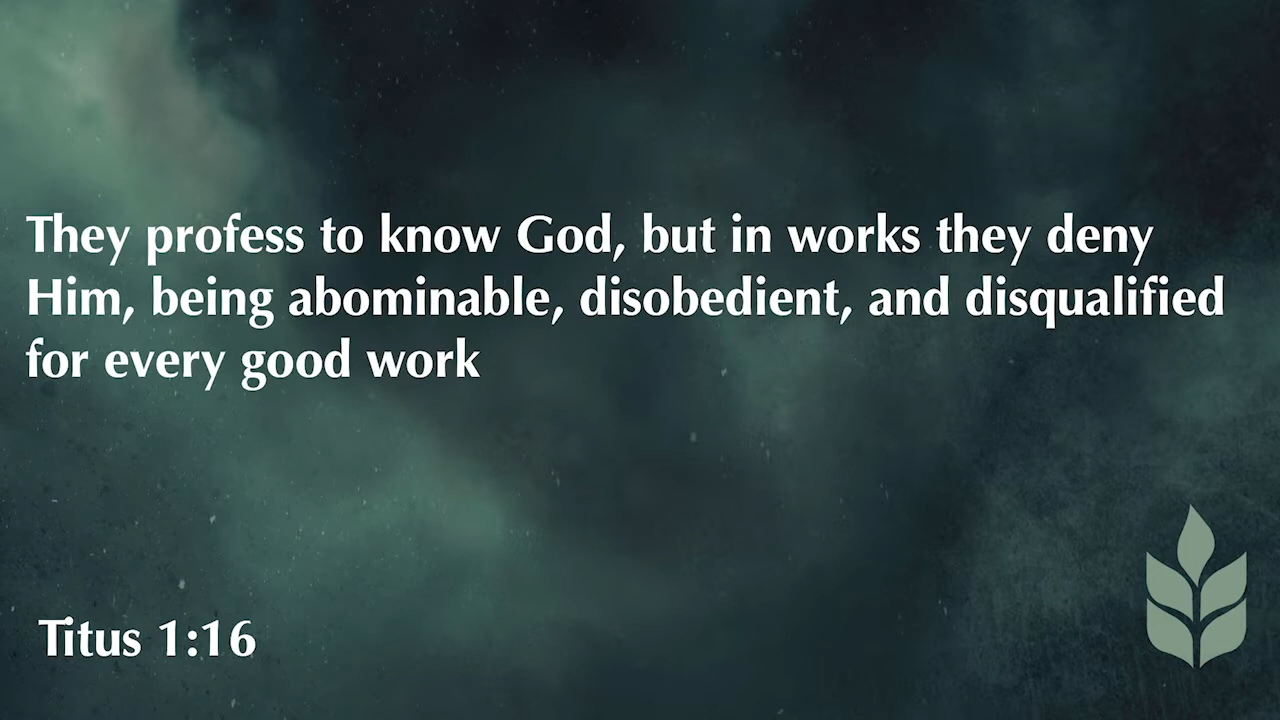 They profess to know God, but in works they deny
Him, being abominable, disobedient, and disqualified
for every good work
Titus 1:16